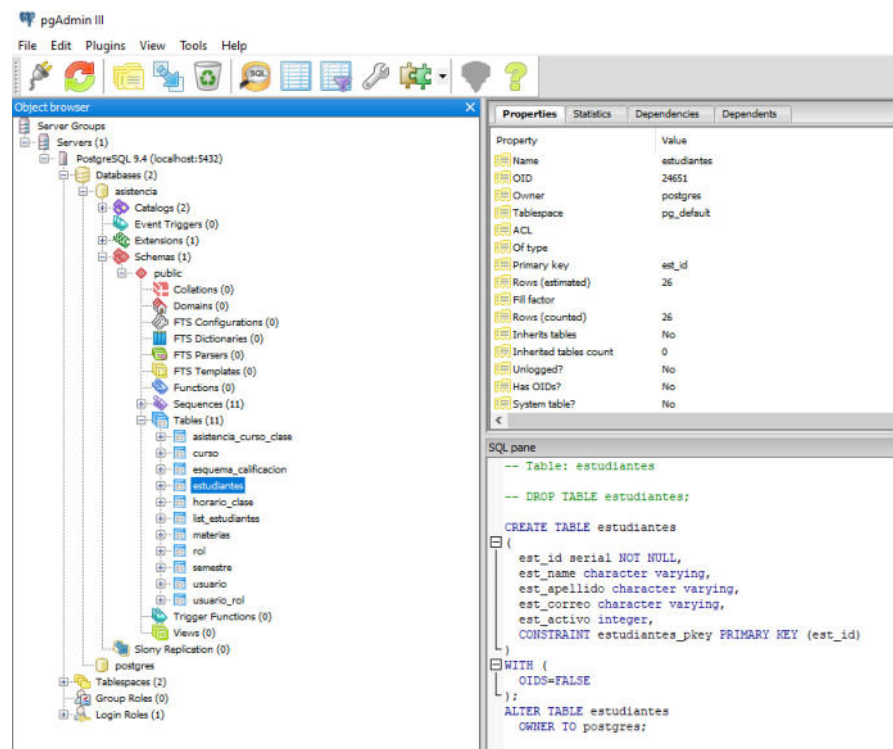 pgAdmin III
File Edit Plugins View Tools Help
SQL
Object browser
Server Groups
Servers (1)
PostgreSQL 9.4 (localhost:5432)
Databases (2)
asistencia
Catalogs (2)
Event Triggers (0)
Extensions (1)
Schemas (1)
public
Collations (0)
Domains (0)
FTS Configurations (0)
FTS Dictionaries (0)
FTS Parsers (0)
FTS Templates (0)
Functions (0)
Sequences (11)
Tables (11)
asistencia_curso_clase
curso
esquema_calificacion
estudiantes
horario_clase
list_estudiantes
materias
rol
semestre
usuario
usuario_rol
Trigger Functions (0)
Views (0)
Slony Replication (0)
postgres
Tablespaces (2)
Group Roles (0)
Login Roles (1)
Properties Statistics Dependencies Dependents
Property Value
Name estudiantes
OID 24651
Owner postgres
Tablespace pg_default
ACL
Of type
Primary key est_id
Rows (estimated) 26
Fill factor
Rows (counted) 26
Inherits tables No
Inherited tables count 0
Unlogged? No
Has OIDs? No
System table? No
SQL pane
-- Table: estudiantes
-- DROP TABLE estudiantes;
CREATE TABLE estudiantes
(
est_id serial NOT NULL,
est_name character varying,
est_apellido character varying,
est_correo character varying,
est_activo integer,
CONSTRAINT estudiantes_pkey PRIMARY KEY (est_id)
)
WITH (
OIDS=FALSE
);
ALTER TABLE estudiantes
OWNER TO postgres;